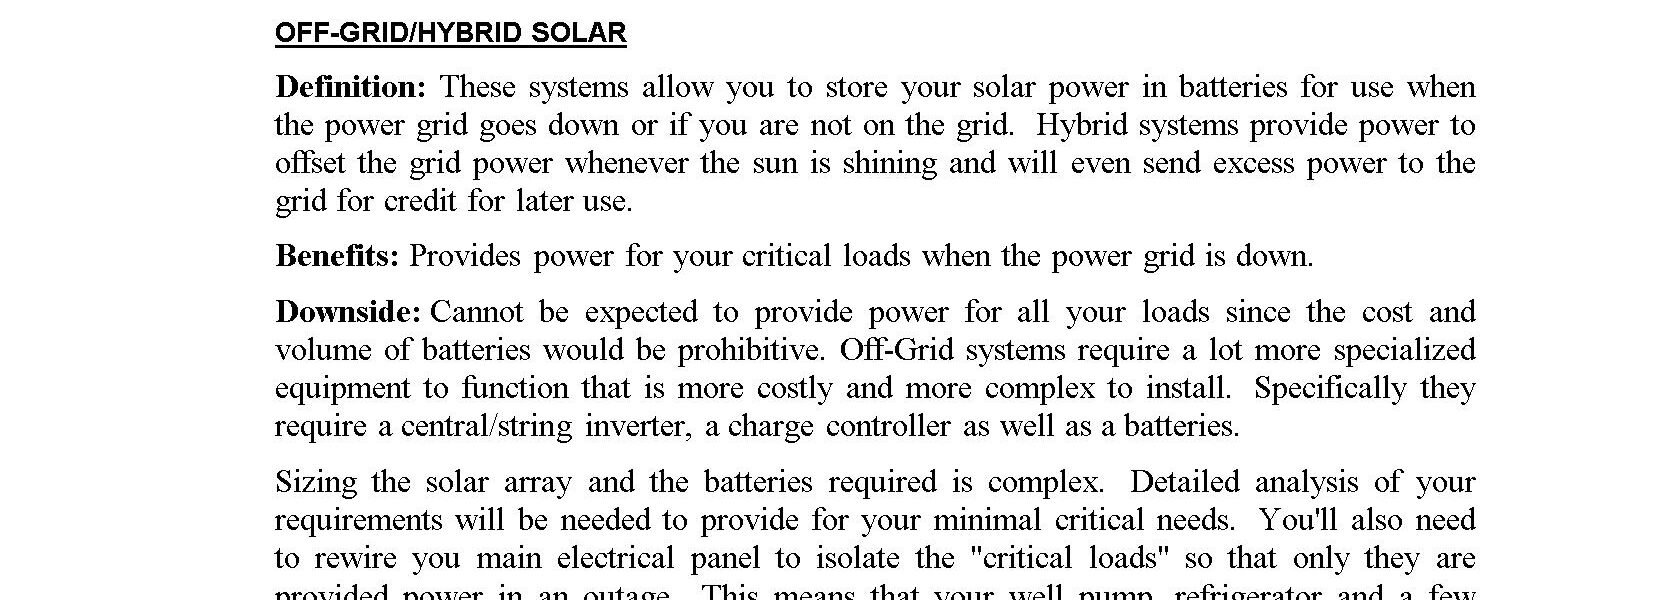 OFF-GRID/HYBRID SOLAR
Definition: These systems allow you to store your solar power in batteries for use when
the power grid goes down or if you are not on the grid.  Hybrid systems provide power to
offset the grid power whenever the sun is shining and will even send excess power to the
grid for credit for later use.
Benefits: Provides power for your critical loads when the power grid is down.
Downside: Cannot be expected to provide power for all your loads since the cost and
volume of batteries would be prohibitive. Off-Grid systems require a lot more specialized
equipment to function that is more costly and more complex to install.  Specifically they
require a central/string inverter, a charge controller as well as a batteries.
Sizing the solar array and the batteries required is complex.  Detailed analysis of your
requirements will be needed to provide for your minimal critical needs.  You'll also need
to rewire you main electrical panel to isolate the "critical loads" so that only they are
provided power in an outage.  This means that your well pump, refrigerator and a few